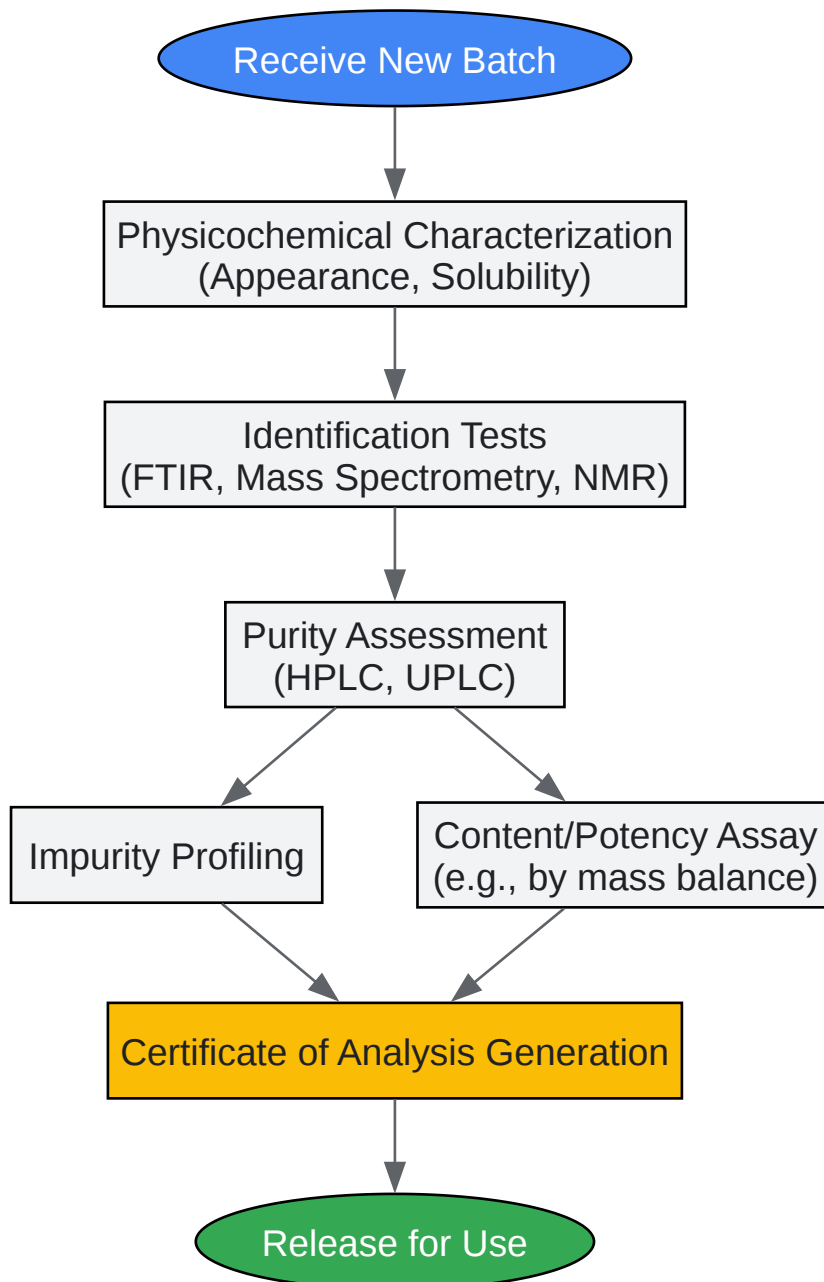 Receive New Batch
Physicochemical Characterization
(Appearance, Solubility)
Identification Tests
(FTIR, Mass Spectrometry, NMR)
Purity Assessment
(HPLC, UPLC)
Impurity Profiling
Content/Potency Assay
(e.g., by mass balance)
Certificate of Analysis Generation
Release for Use